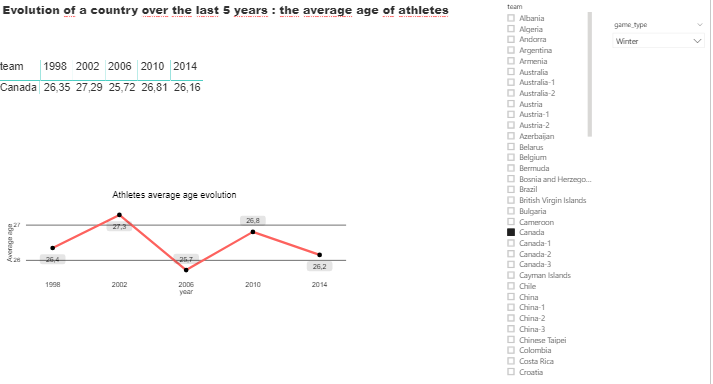 Evolution of a country over the last 5 years : the average age of athletes
team 1998 2002 2006 2010 2014
Canada 26,35 27,29 25,72 26,81 26,16
Athletes average age evolution
Average age
27
26
26,4
27,3
25,7
26,8
26,2
1998 2002 2006 2010 2014
year
team
Albania
Algeria
Andorra
Argentina
Armenia
Australia
Australia-1
Australia-2
Austria
Austria-1
Austria-2
Azerbaijan
Belarus
Belgium
Bermuda
Bosnia and Herzego...
Brazil
British Virgin Islands
Bulgaria
Cameroon
Canada
Canada-1
Canada-2
Canada-3
Cayman Islands
Chile
China
China-1
China-2
China-3
Chinese Taipei
Colombia
Costa Rica
Croatia
game_type
Winter